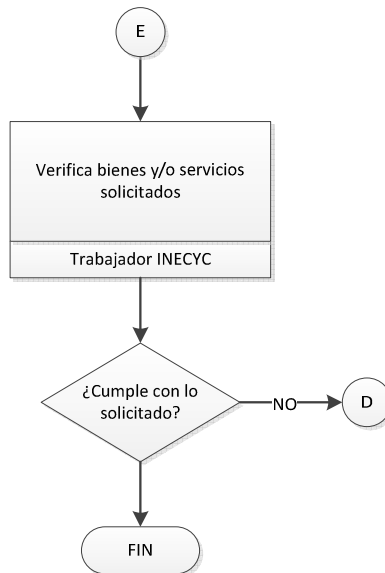 E
Verifica bienes y/o servicios
solicitados
Trabajador INECYC
¿Cumple con lo
solicitado?
NO
D
FIN